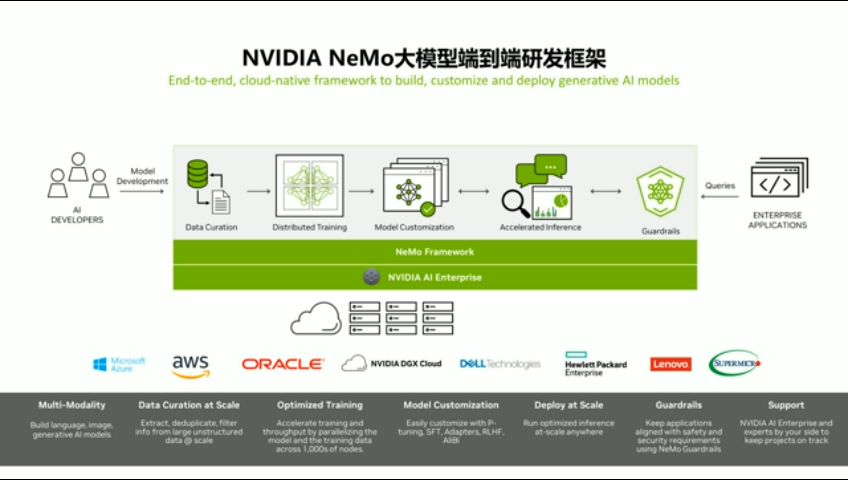 NVIDIA NeMo大模型端到端研发框架
End-to-end, cloud-native framework to build, customize and deploy generative AI models
AI
DEVELOPERS
Model
Development
Data Curation
Distributed Training
Model Customization
Accelerated Inference
Guardrails
Queries
ENTERPRISE
APPLICATIONS
NeMo Framework
NVIDIA AI Enterprise
Microsoft
Azure
aws
ORACLE
NVIDIA DGX Cloud
DELL Technologies
Hewlett Packard
Enterprise
Lenovo
SUPERMICRO
Multi-Modality
Build language, image,
generative AI models
Data Curation at Scale
Extract, deduplicate, filter
info from large unstructured
data @ scale
Optimized Training
Accelerate training and
throughput by parallelizing the
model and the training data
across 1,000s of nodes.
Model Customization
Easily customize with P-
tuning, SFT, Adapters, RLHF,
AliBi
Deploy at Scale
Run optimized inference
at-scale anywhere
Guardrails
Keep applications
aligned with safety and
security requirements
using NeMo Guardrails
Support
NVIDIA AI Enterprise and
experts by your side to
keep projects on track